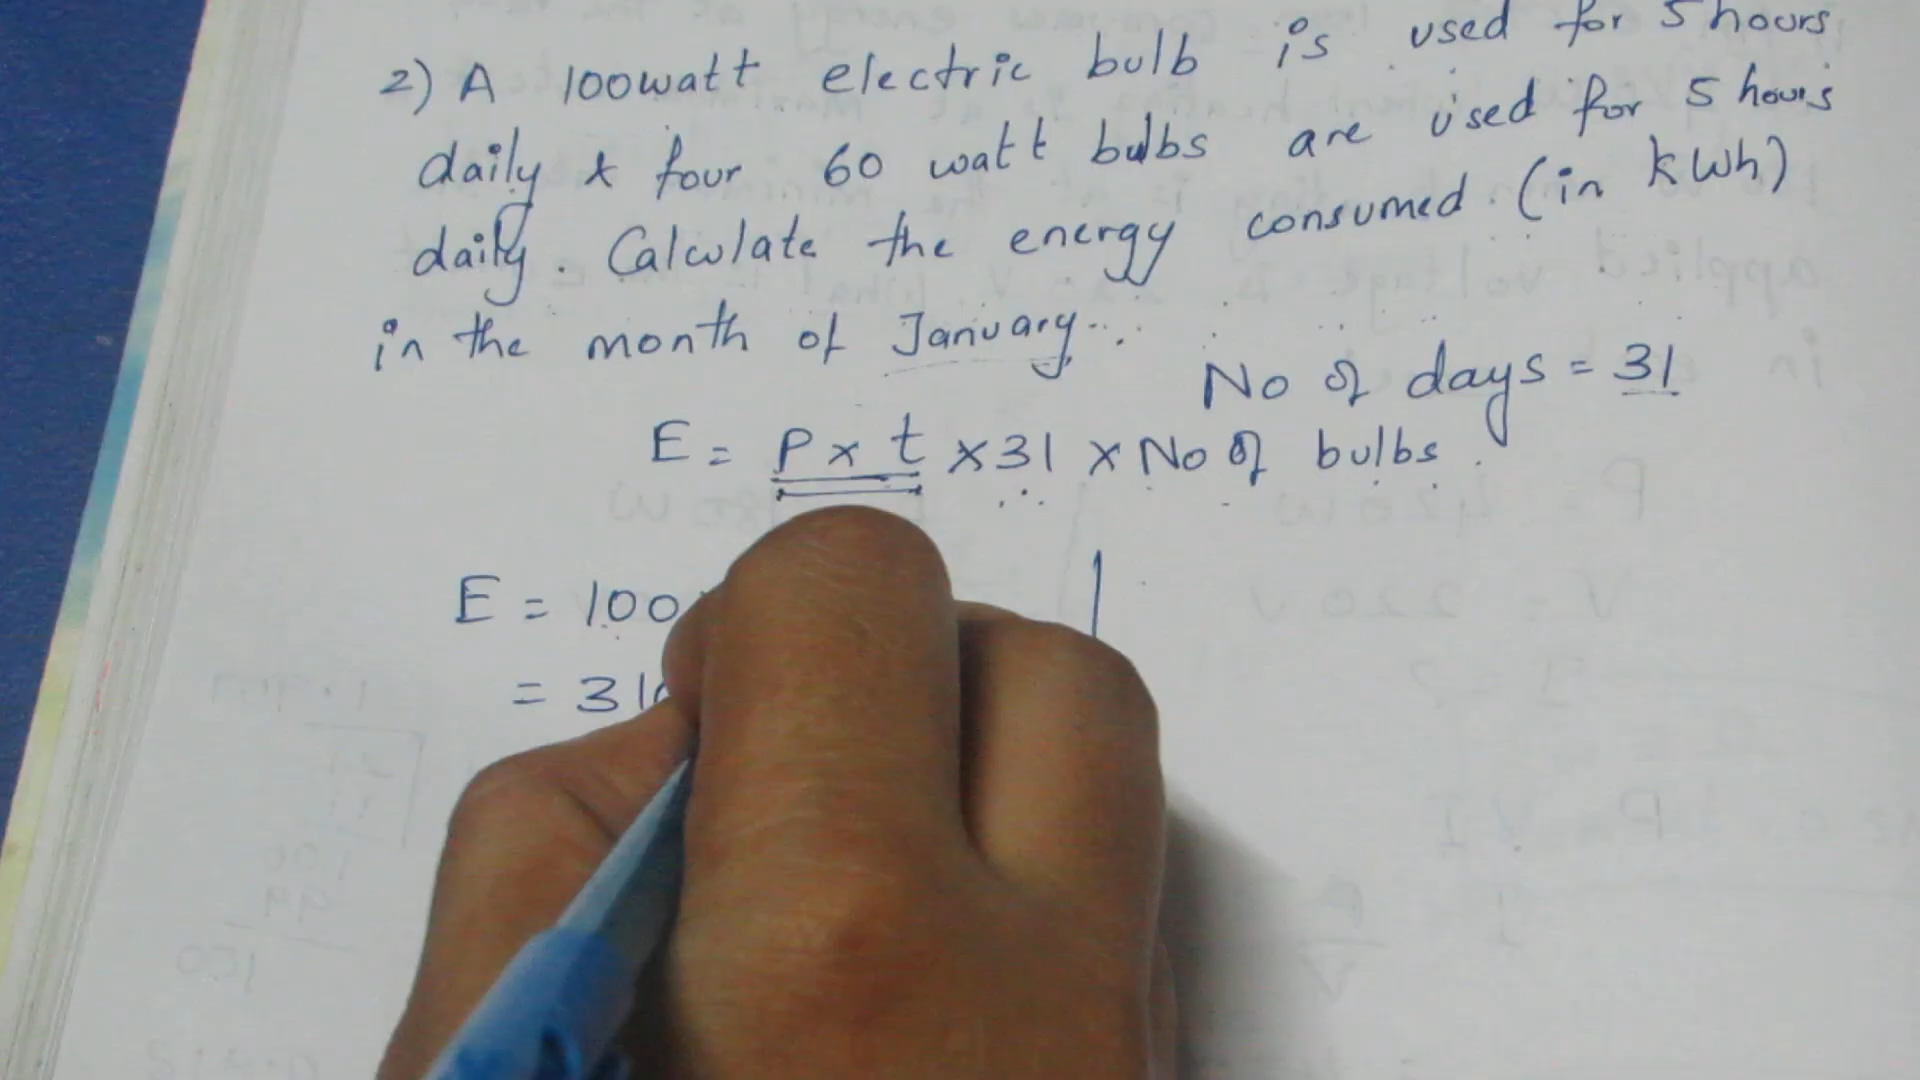 2) A 100watt electric bulb is used for 5 hours
daily & four 60 watt bulbs are used for 5 hours
daily. Calculate the energy consumed (in kWh)
in the month of January.
No of days = 31
E = P x t x 31 x No of bulbs
E = 100
= 310